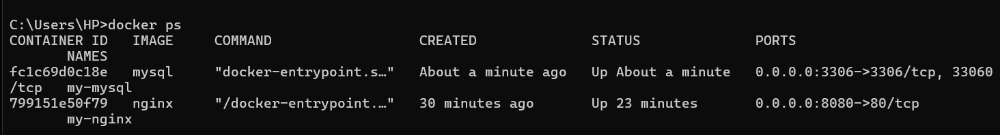 C:\Users\HP>docker ps
CONTAINER ID   IMAGE     COMMAND                  CREATED              STATUS              PORTS
       NAMES
fc1c69d0c18e   mysql     "docker-entrypoint.s…"   About a minute ago   Up About a minute   0.0.0.0:3306->3306/tcp, 33060
/tcp   my-mysql
799151e50f79   nginx     "/docker-entrypoint.…"   30 minutes ago       Up 23 minutes       0.0.0.0:8080->80/tcp
       my-nginx